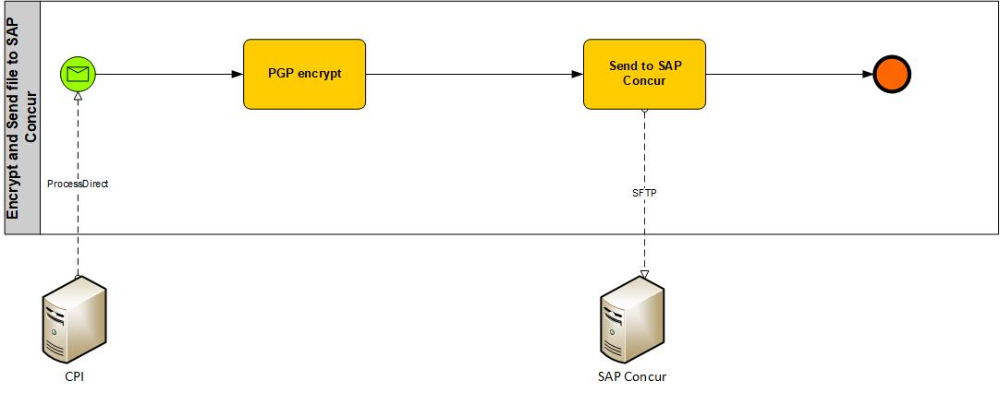 Encrypt and Send file to SAP
Concur
PGP encrypt
Send to SAP
Concur
ProcessDirect
SFTP
CPI
SAP Concur